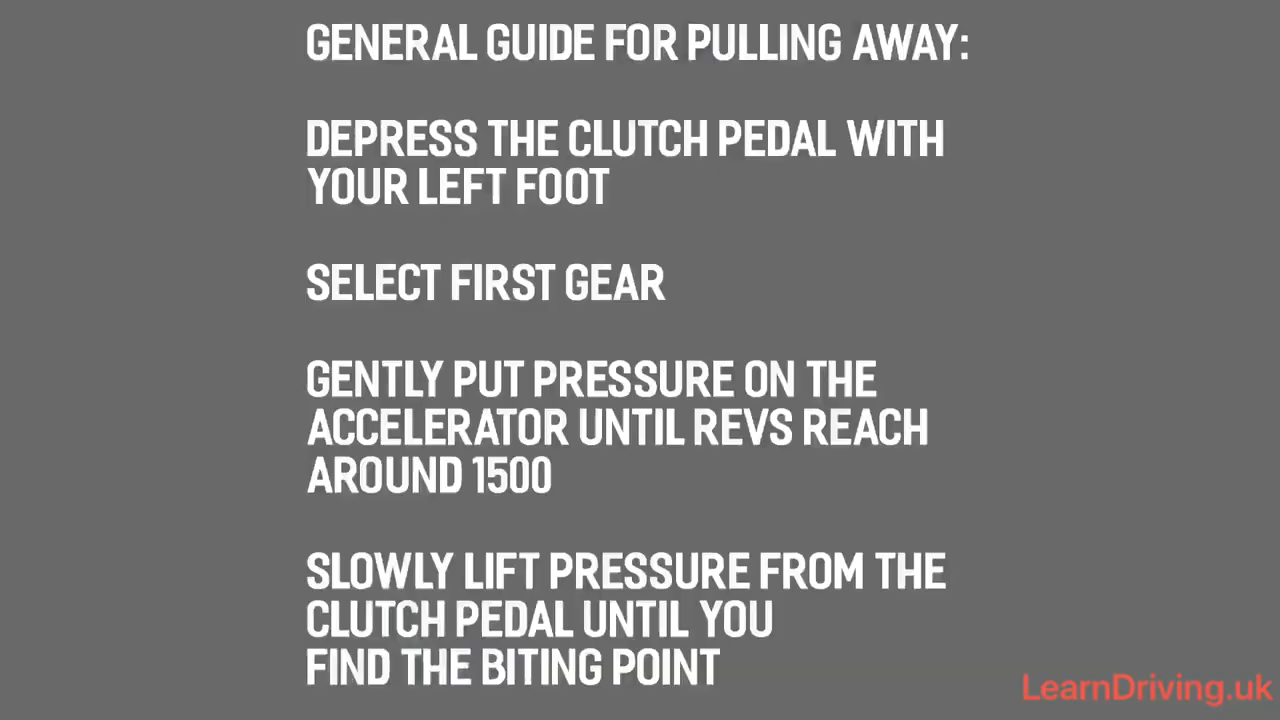 GENERAL GUIDE FOR PULLING AWAY:
DEPRESS THE CLUTCH PEDAL WITH
YOUR LEFT FOOT
SELECT FIRST GEAR
GENTLY PUT PRESSURE ON THE
ACCELERATOR UNTIL REVS REACH
AROUND 1500
SLOWLY LIFT PRESSURE FROM THE
CLUTCH PEDAL UNTIL YOU
FIND THE BITING POINT
LearnDriving.uk